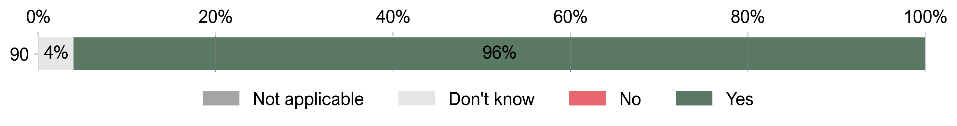 0% 20% 40% 60% 80% 100%
90 4% 96%
Not applicable Don't know No Yes